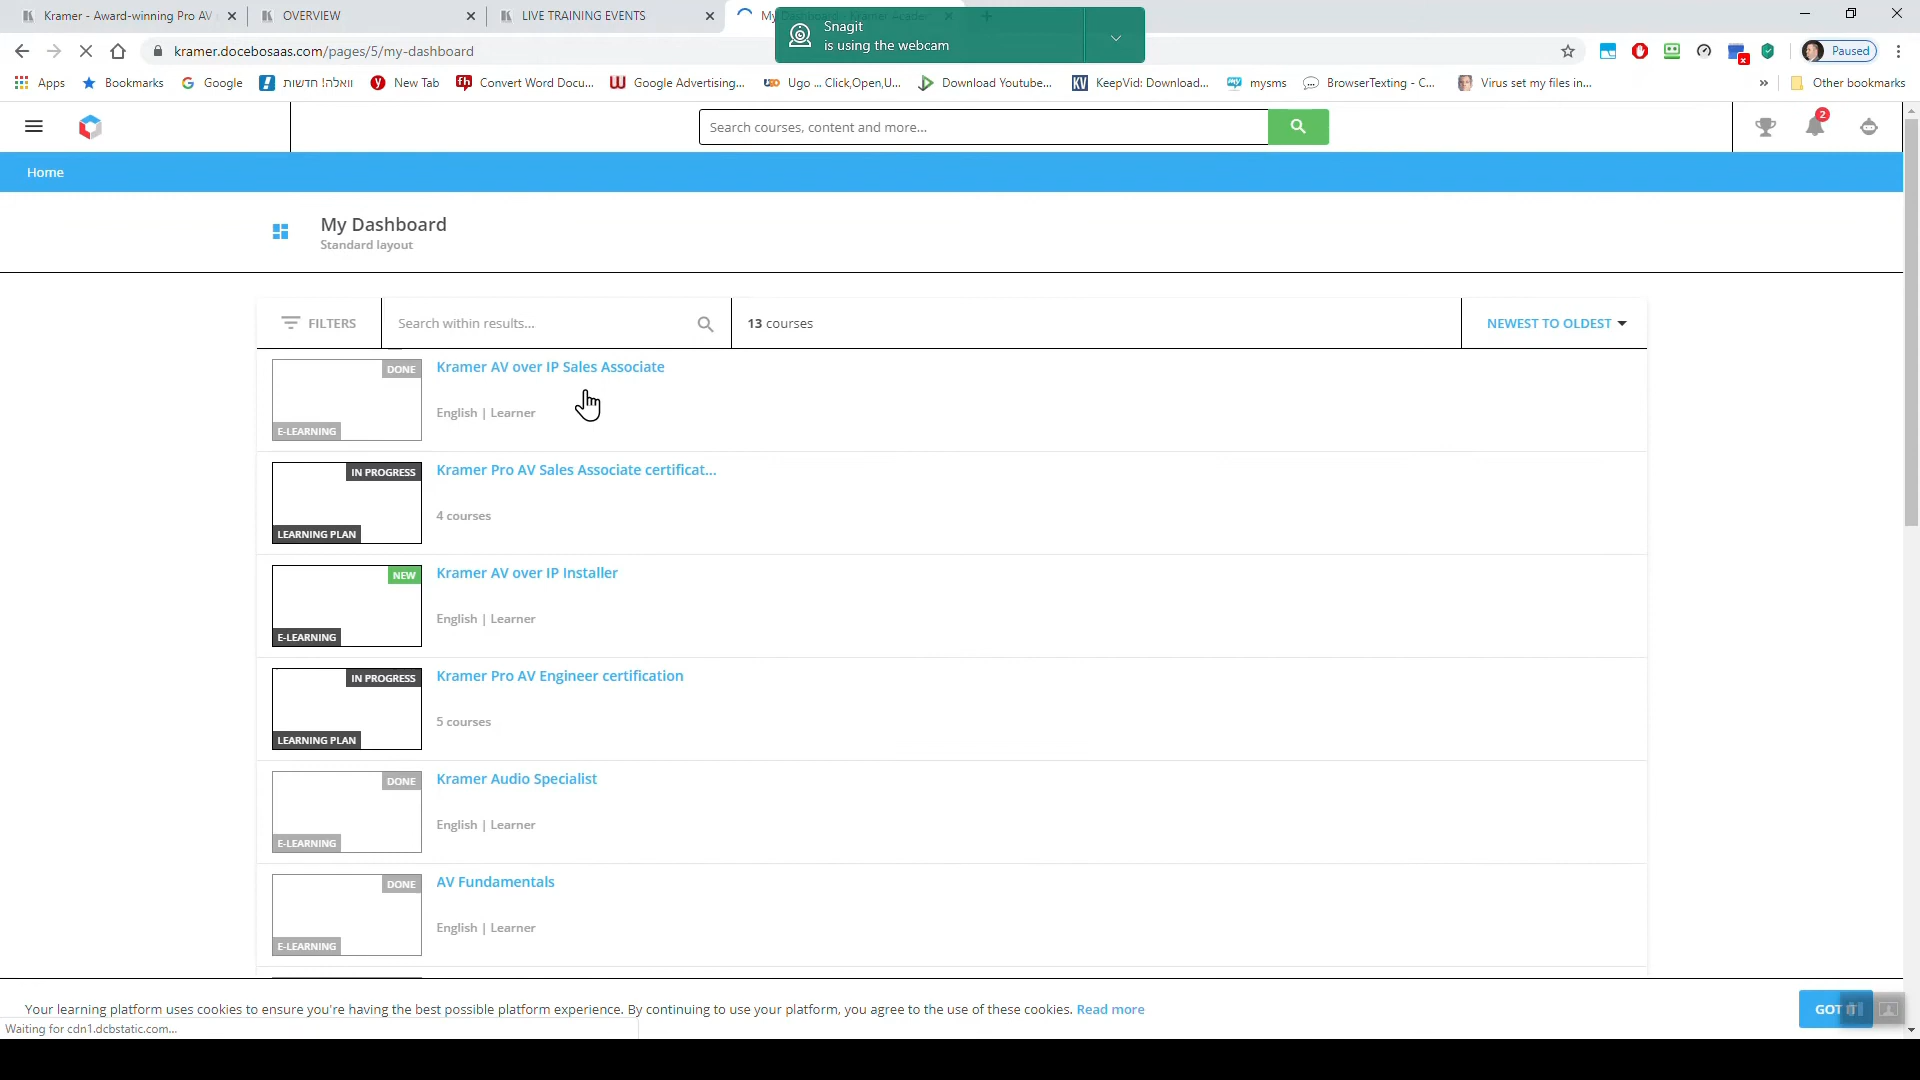 Kramer - Award-winning Pro AV
OVERVIEW
LIVE TRAINING EVENTS
My
Snagit
is using the webcam
kramer.docebosaas.com/pages/5/my-dashboard
Paused
Apps
Bookmarks
Google
וואלה! חדשות
New Tab
Convert Word Docu...
Google Advertising...
Ugo ... Click,Open,U...
Download Youtube...
KeepVid: Download...
mysms
BrowserTexting - C...
Virus set my files in...
»
Other bookmarks
Search courses, content and more...
2
Home
My Dashboard
Standard layout
FILTERS
Search within results...
13 courses
NEWEST TO OLDEST
DONE
Kramer AV over IP Sales Associate
English | Learner
E-LEARNING
IN PROGRESS
Kramer Pro AV Sales Associate certificat...
4 courses
LEARNING PLAN
NEW
Kramer AV over IP Installer
English | Learner
E-LEARNING
IN PROGRESS
Kramer Pro AV Engineer certification
5 courses
LEARNING PLAN
DONE
Kramer Audio Specialist
English | Learner
E-LEARNING
DONE
AV Fundamentals
English | Learner
E-LEARNING
Your learning platform uses cookies to ensure you're having the best possible platform experience. By continuing to use your platform, you agree to the use of these cookies. Read more
GOT IT
Waiting for cdn1.dcbstatic.com...